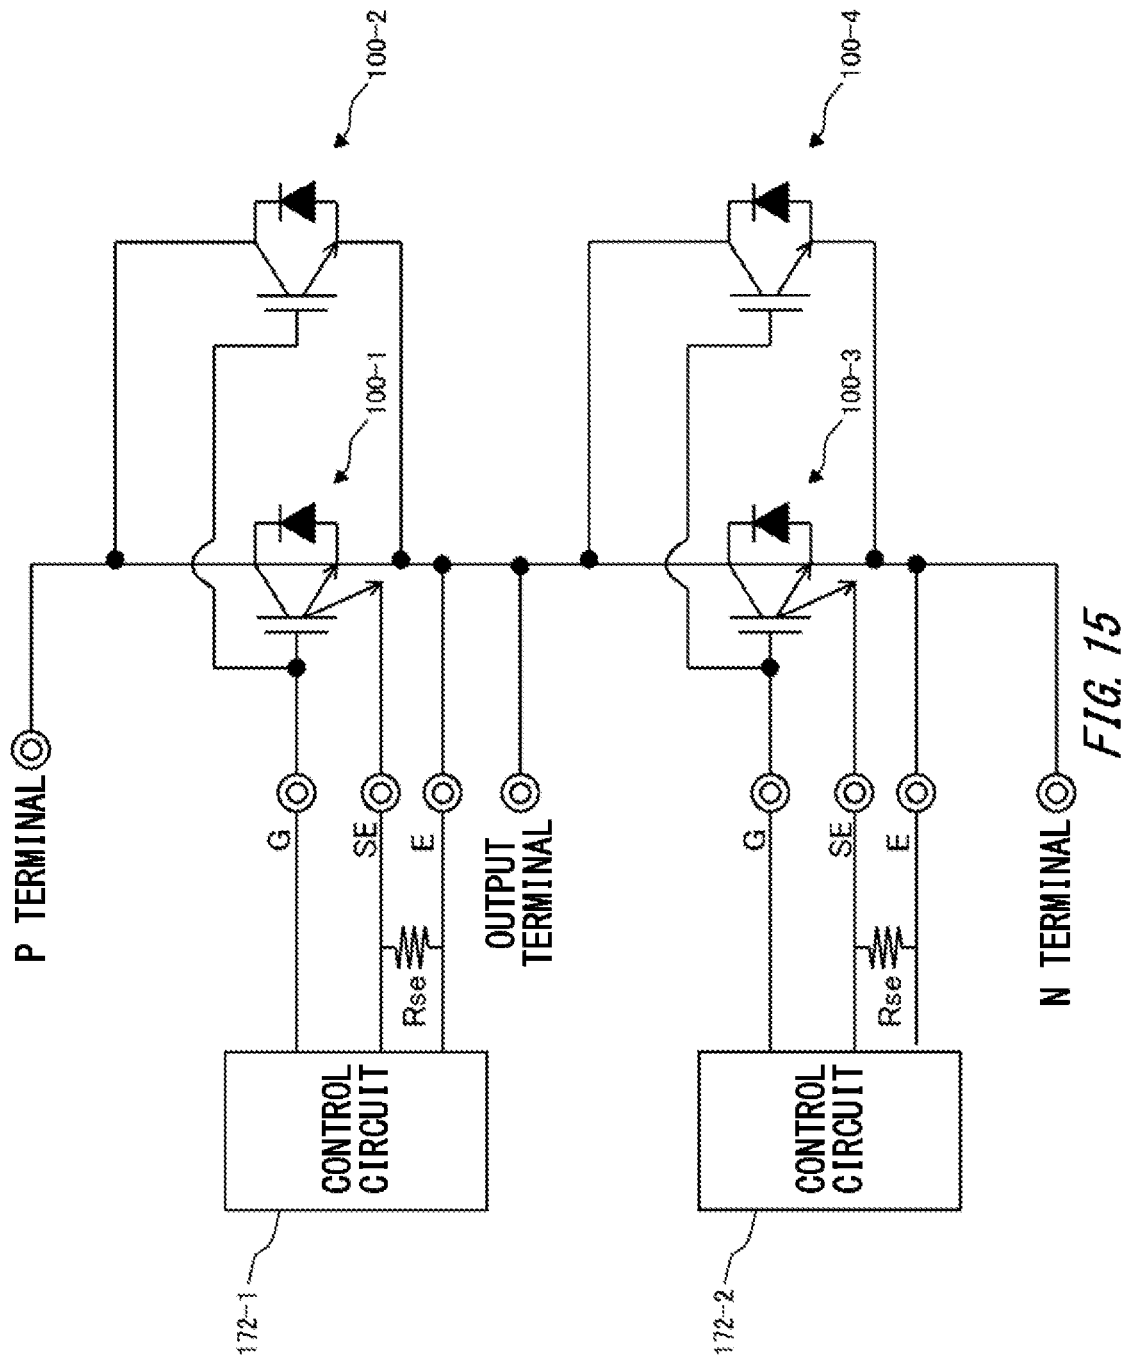 P TERMINAL
100-1
100-2
172-1
CONTROL
CIRCUIT
G
SE
Rse
E
OUTPUT
TERMINAL
100-3
100-4
172-2
CONTROL
CIRCUIT
G
SE
Rse
E
N TERMINAL
FIG. 15